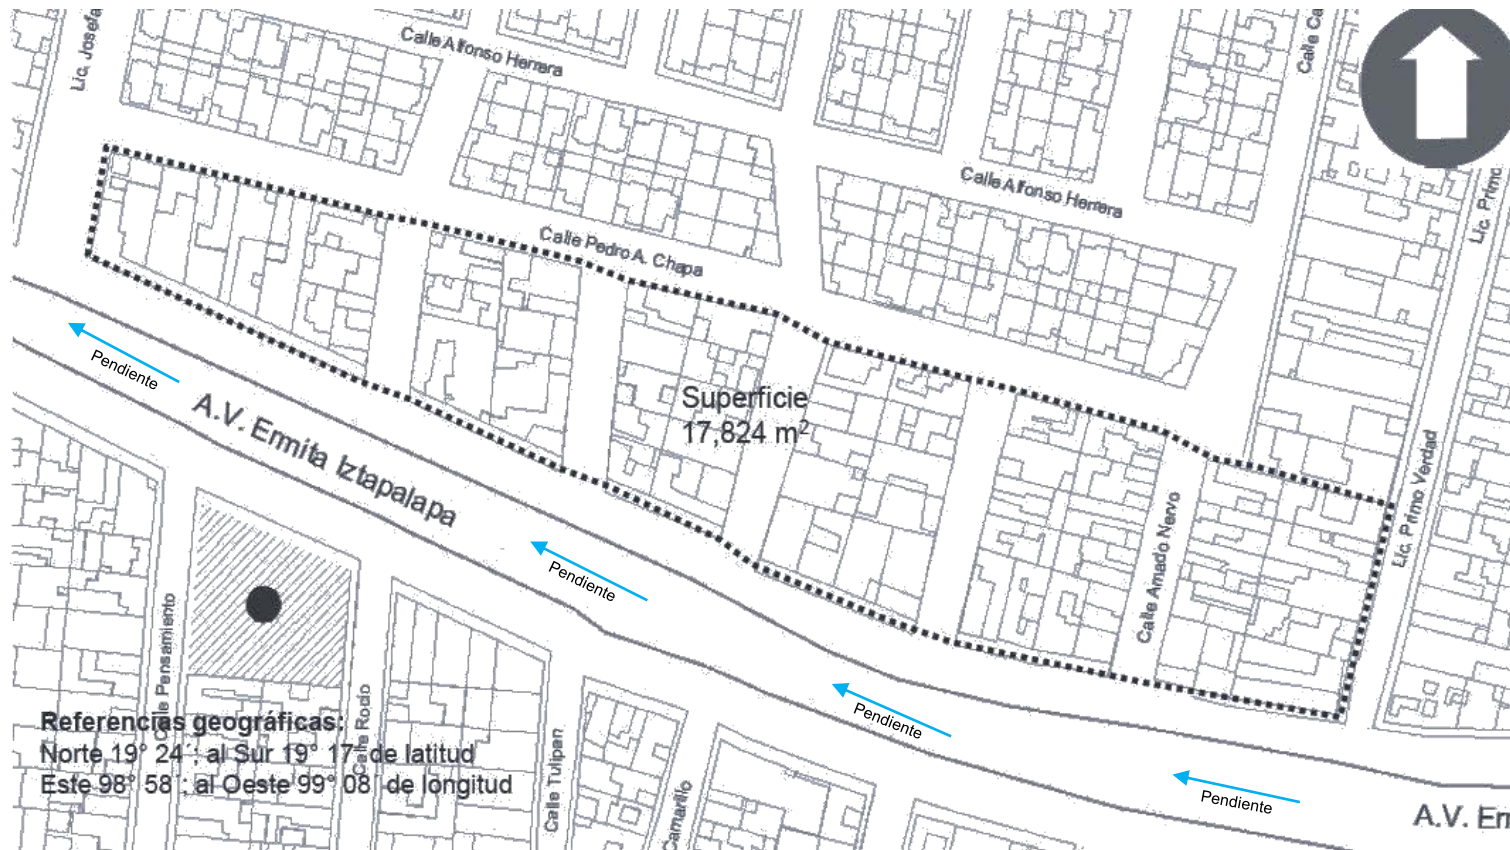 Lic. Josefa
Calle Alfonso Herrera
Calle Ca
Calle Alfonso Herrera
Lic. Primo
Calle Pedro A. Chapa
Pendiente
Superficie
17,824 m²
A.V. Ermita Iztapalapa
Lic. Primo Verdad
Calle Amado Nervo
Pendiente
Calle Pensamiento
Pendiente
Referencias geográficas:
Norte 19° 24´; al Sur 19° 17´ de latitud
Este 98° 58´; al Oeste 99° 08´ de longitud
Calle Rodo
Calle Tulipan
Camarillo
Pendiente
A.V. Er